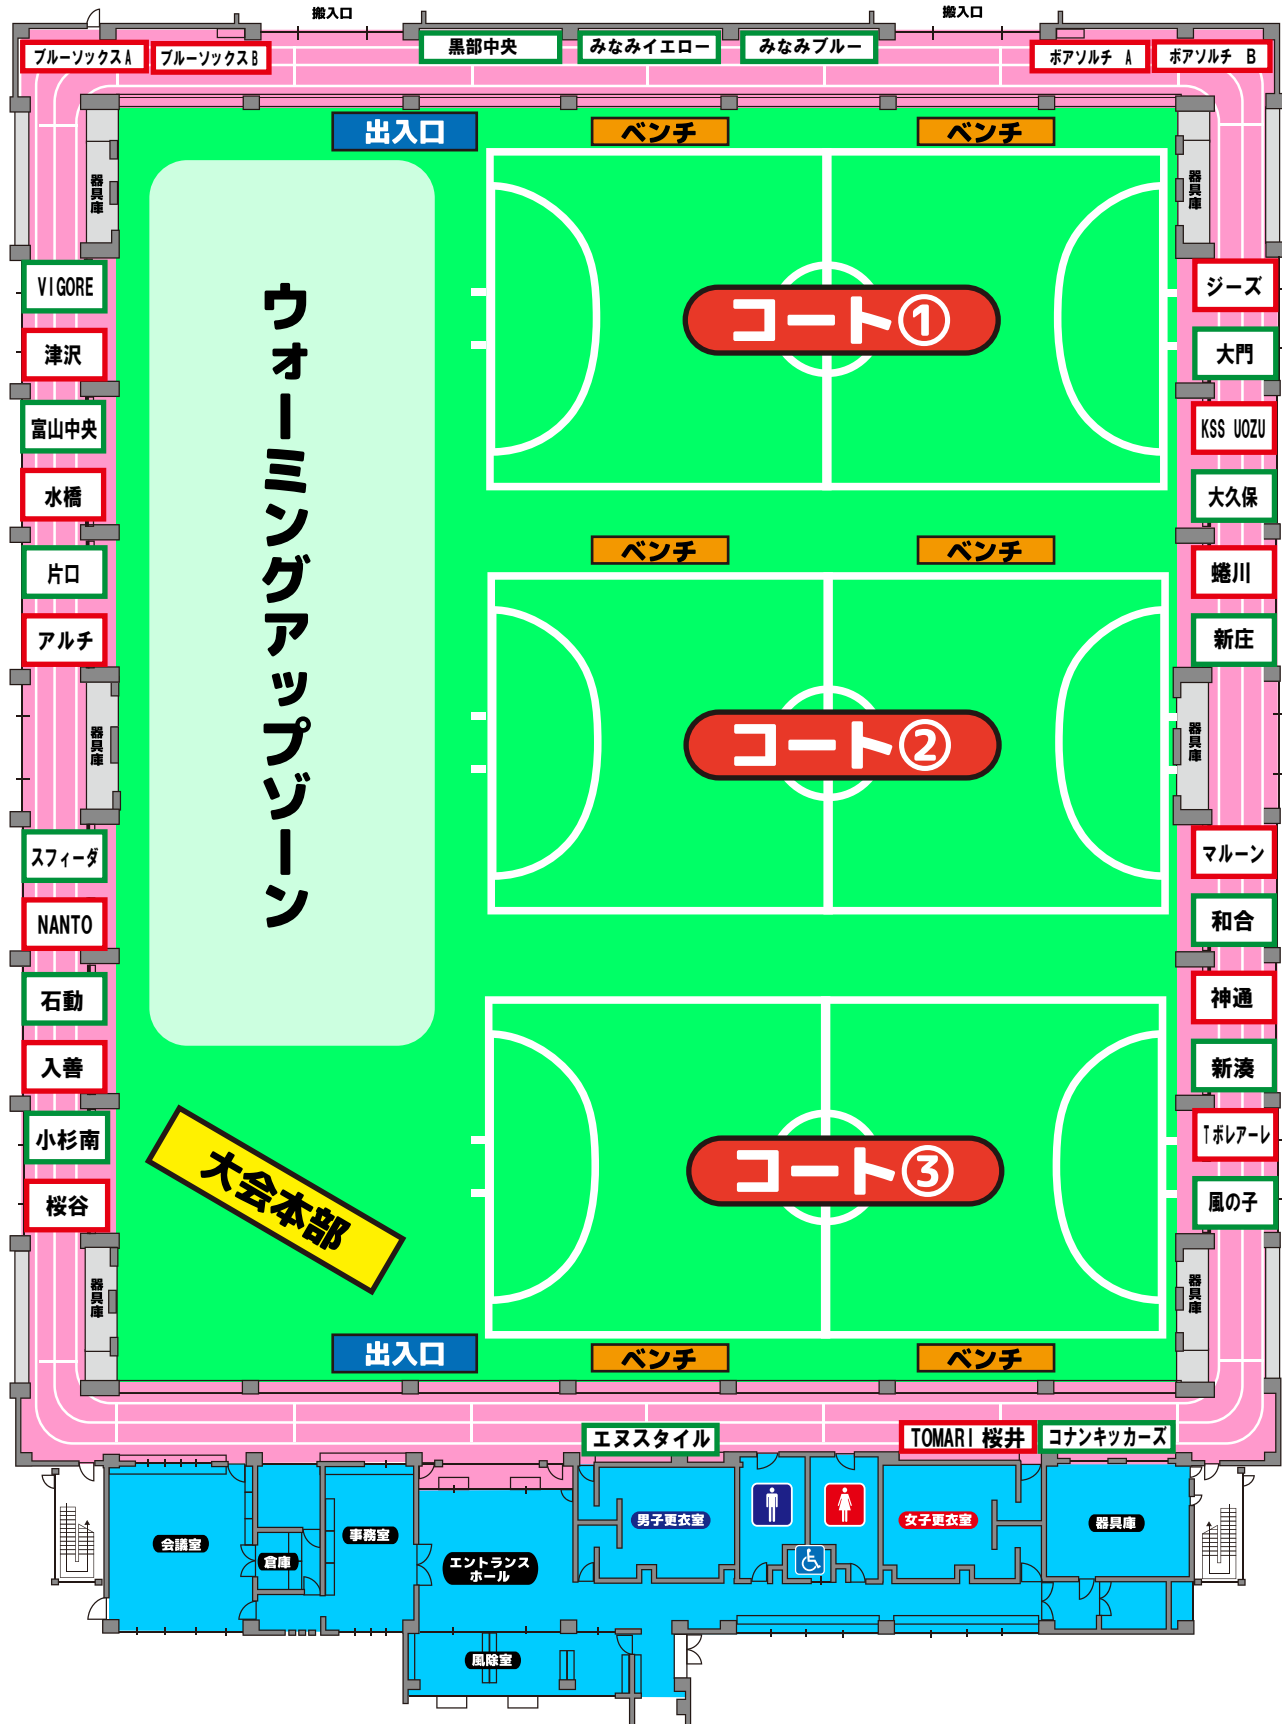 搬入口
搬入口
ブルーソックスA
ブルーソックスB
黒部中央
みなみイエロー
みなみブルー
ボアソルチ A
ボアソルチ B
出入口
ベンチ
ベンチ
器具庫
器具庫
VIGORE
津沢
富山中央
水橋
片口
アルチ
器具庫
スフィーダ
NANTO
石動
入善
小杉南
桜谷
器具庫
ウォーミングアップゾーン
コート①
ベンチ
ベンチ
コート②
コート③
大会本部
ジーズ
大門
KSS UOZU
大久保
蜷川
新庄
器具庫
マルーン
和合
神通
新湊
Tボレアーレ
風の子
器具庫
出入口
ベンチ
ベンチ
エヌスタイル
TOMARI 桜井
コナンキッカーズ
会議室
倉庫
事務室
エントランス
ホール
男子更衣室
女子更衣室
器具庫
風除室